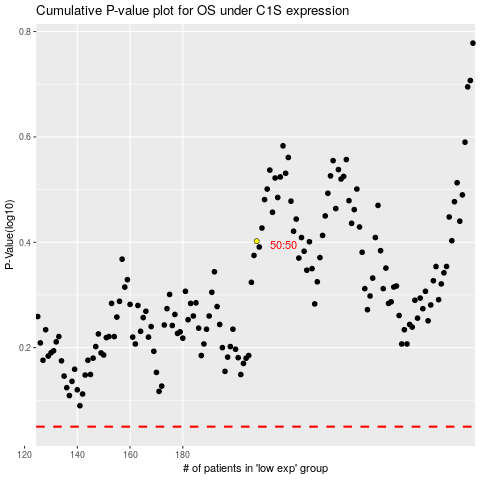 Cumulative P-value plot for OS under C1S expression
P-Value(log10)
0.8
0.6
0.4
0.2
50:50
120 140 160 180
# of patients in 'low exp' group